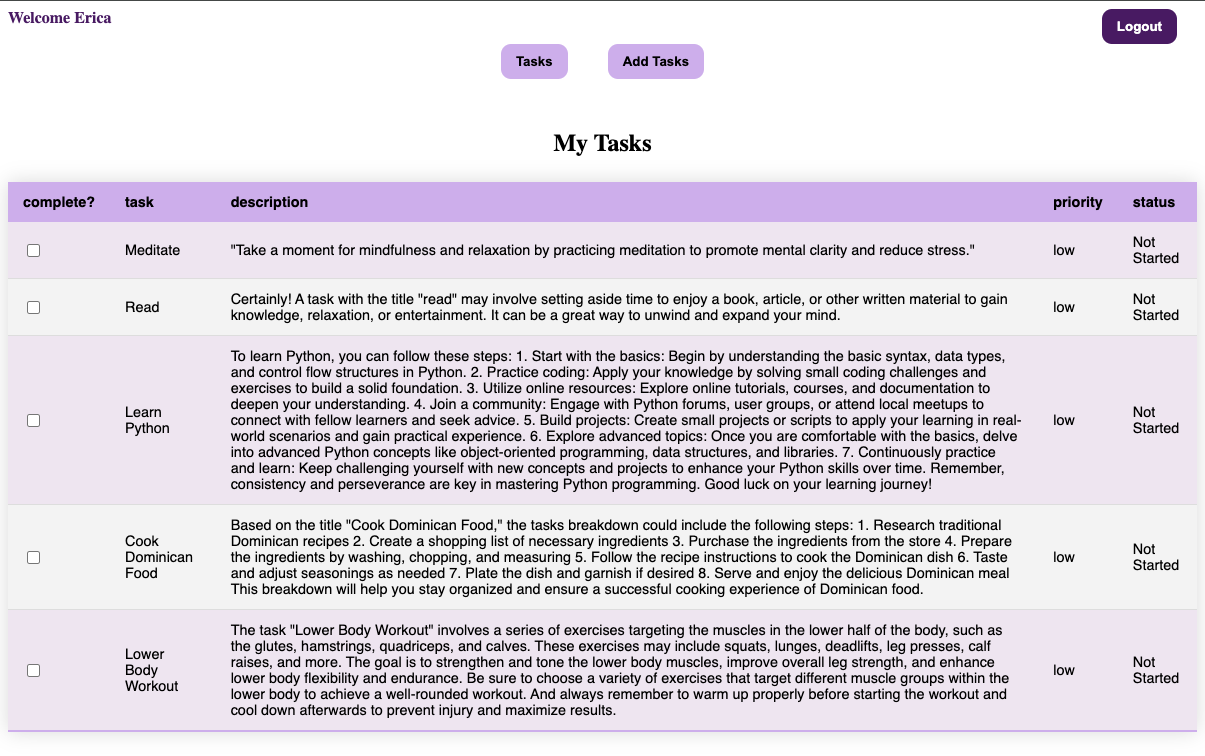 Welcome Erica
Logout
Tasks
Add Tasks
My Tasks
complete?
task
description
priority
status
Meditate
"Take a moment for mindfulness and relaxation by practicing meditation to promote mental clarity and reduce stress."
low
Not
Started
Read
Certainly! A task with the title "read" may involve setting aside time to enjoy a book, article, or other written material to gain
knowledge, relaxation, or entertainment. It can be a great way to unwind and expand your mind.
low
Not
Started
Learn
Python
To learn Python, you can follow these steps: 1. Start with the basics: Begin by understanding the basic syntax, data types,
and control flow structures in Python. 2. Practice coding: Apply your knowledge by solving small coding challenges and
exercises to build a solid foundation. 3. Utilize online resources: Explore online tutorials, courses, and documentation to
deepen your understanding. 4. Join a community: Engage with Python forums, user groups, or attend local meetups to
connect with fellow learners and seek advice. 5. Build projects: Create small projects or scripts to apply your learning in real-
world scenarios and gain practical experience. 6. Explore advanced topics: Once you are comfortable with the basics, delve
into advanced Python concepts like object-oriented programming, data structures, and libraries. 7. Continuously practice
and learn: Keep challenging yourself with new concepts and projects to enhance your Python skills over time. Remember,
consistency and perseverance are key in mastering Python programming. Good luck on your learning journey!
low
Not
Started
Cook
Dominican
Food
Based on the title "Cook Dominican Food," the tasks breakdown could include the following steps: 1. Research traditional
Dominican recipes 2. Create a shopping list of necessary ingredients 3. Purchase the ingredients from the store 4. Prepare
the ingredients by washing, chopping, and measuring 5. Follow the recipe instructions to cook the Dominican dish 6. Taste
and adjust seasonings as needed 7. Plate the dish and garnish if desired 8. Serve and enjoy the delicious Dominican meal
This breakdown will help you stay organized and ensure a successful cooking experience of Dominican food.
low
Not
Started
Lower
Body
Workout
The task "Lower Body Workout" involves a series of exercises targeting the muscles in the lower half of the body, such as
the glutes, hamstrings, quadriceps, and calves. These exercises may include squats, lunges, deadlifts, leg presses, calf
raises, and more. The goal is to strengthen and tone the lower body muscles, improve overall leg strength, and enhance
lower body flexibility and endurance. Be sure to choose a variety of exercises that target different muscle groups within the
lower body to achieve a well-rounded workout. And always remember to warm up properly before starting the workout and
cool down afterwards to prevent injury and maximize results.
low
Not
Started